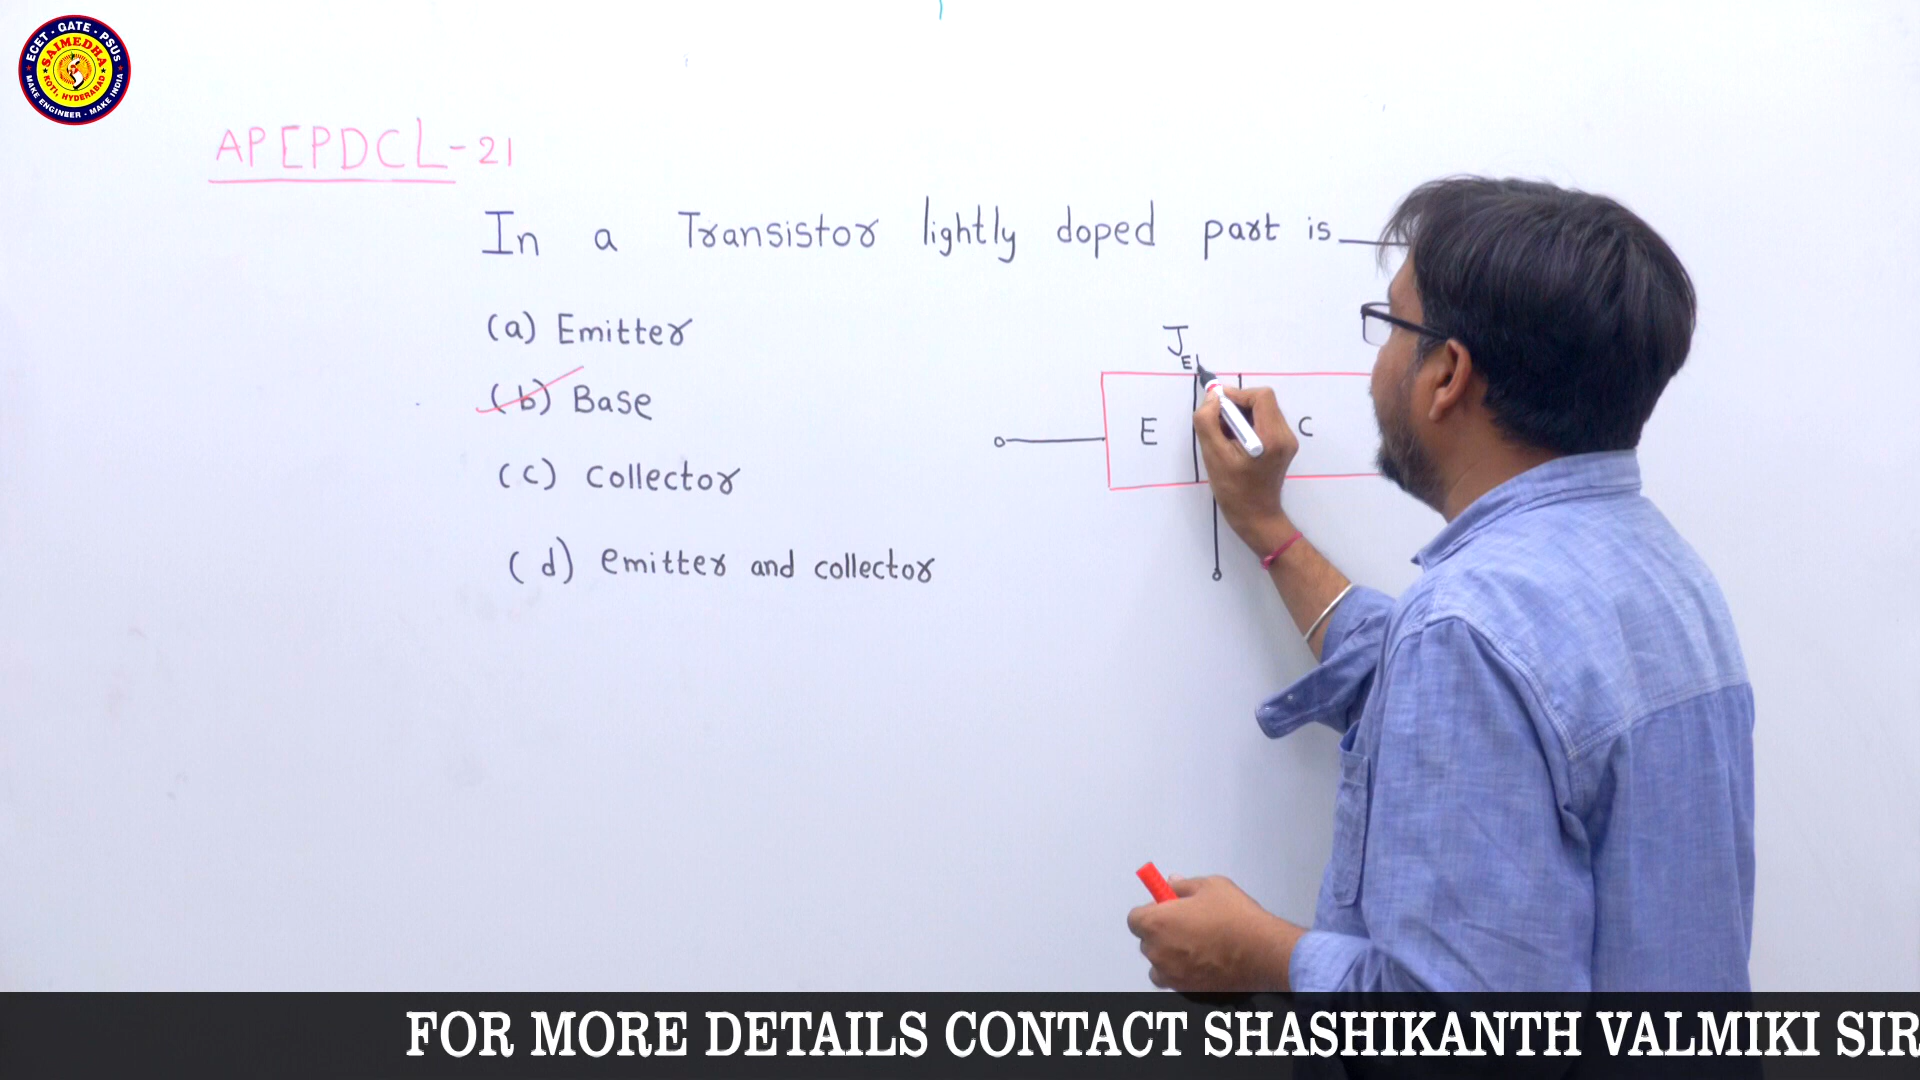 ECET - GATE - PSUS
SAIMEDHA
KOTI, HYDERABAD
MAKE ENGINEER - MAKE INDIA
APEPDCL-21
In a Transistor lightly doped part is
(a) Emitter
(b) Base
(c) collector
(d) emitter and collector
JE
E
C
FOR MORE DETAILS CONTACT SHASHIKANTH VALMIKI SIR